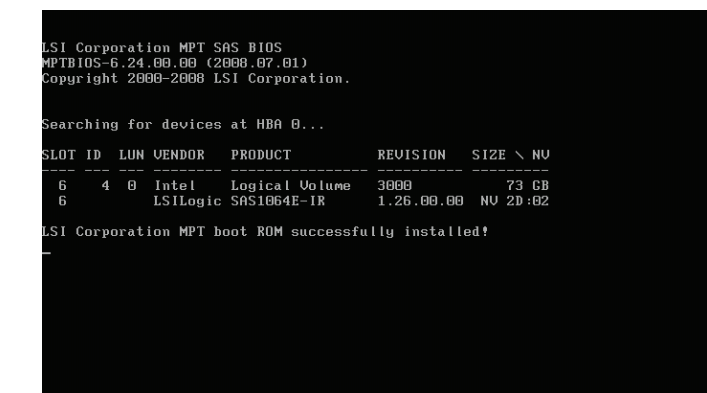 LSI Corporation MPT SAS BIOS
MPTBIOS-6.24.00.00 (2008.07.01)
Copyright 2000-2008 LSI Corporation.
Searching for devices at HBA 0...
SLOT ID LUN VENDOR PRODUCT REVISION SIZE \ NV
---- --- --- -------- ---------------- ---------- ---------
6 4 0 Intel Logical Volume 3000 73 GB
6 LSILogic SAS1064E-IR 1.26.00.00 NV 2D:02
LSI Corporation MPT boot ROM successfully installed!
_